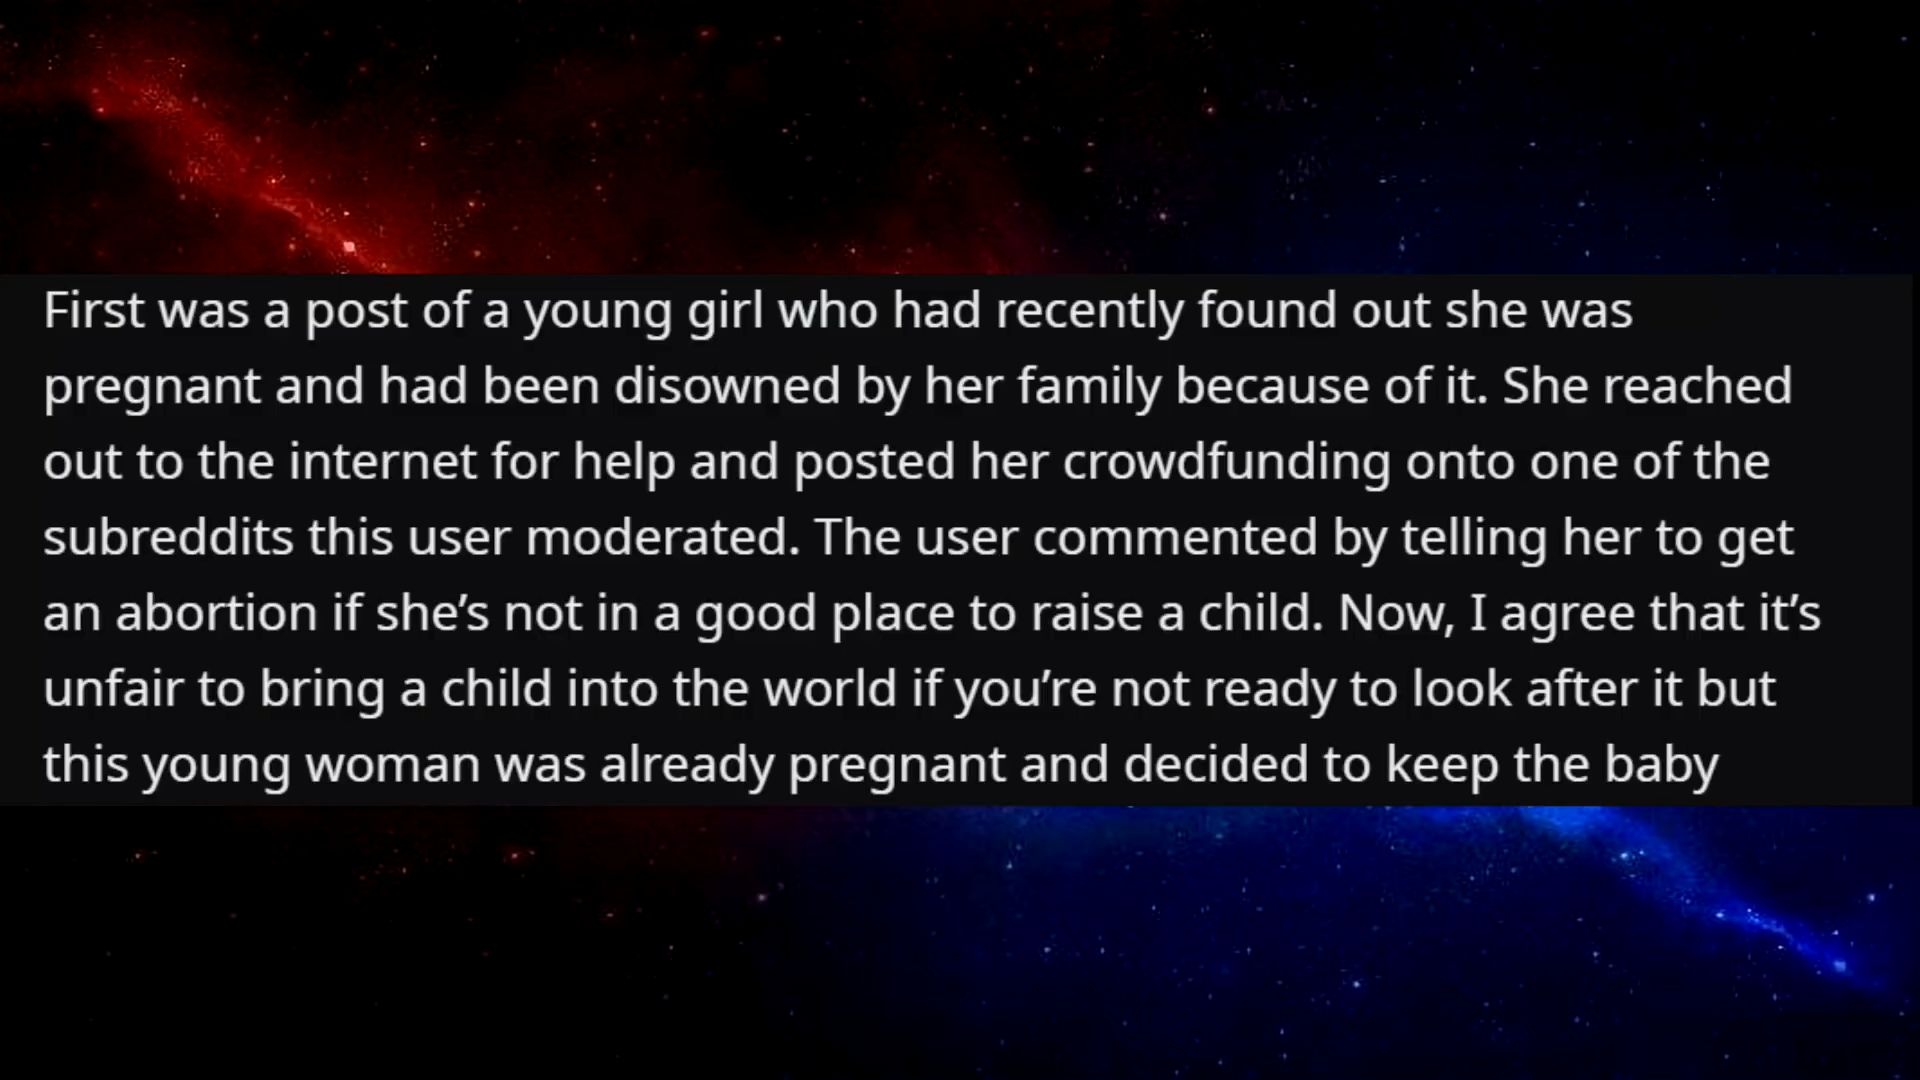 First was a post of a young girl who had recently found out she was
pregnant and had been disowned by her family because of it. She reached
out to the internet for help and posted her crowdfunding onto one of the
subreddits this user moderated. The user commented by telling her to get
an abortion if she’s not in a good place to raise a child. Now, I agree that it’s
unfair to bring a child into the world if you’re not ready to look after it but
this young woman was already pregnant and decided to keep the baby